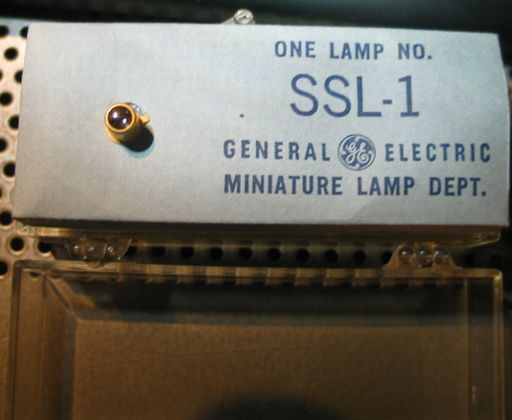 ONE LAMP NO.
SSL-1
GENERAL GE ELECTRIC
MINIATURE LAMP DEPT.